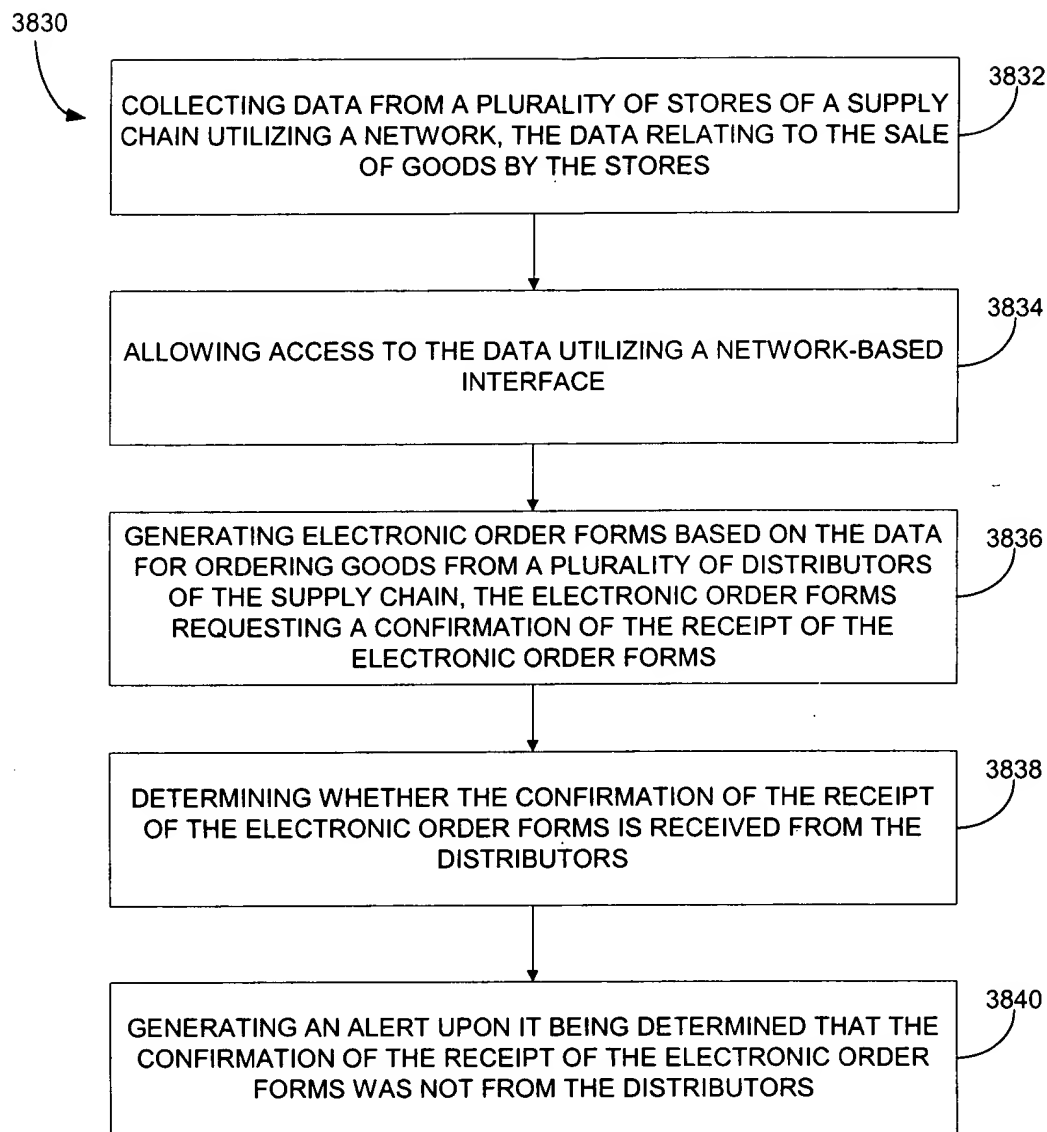 3830
3832
COLLECTING DATA FROM A PLURALITY OF STORES OF A SUPPLY
CHAIN UTILIZING A NETWORK, THE DATA RELATING TO THE SALE
OF GOODS BY THE STORES
3834
ALLOWING ACCESS TO THE DATA UTILIZING A NETWORK-BASED
INTERFACE
3836
GENERATING ELECTRONIC ORDER FORMS BASED ON THE DATA
FOR ORDERING GOODS FROM A PLURALITY OF DISTRIBUTORS
OF THE SUPPLY CHAIN, THE ELECTRONIC ORDER FORMS
REQUESTING A CONFIRMATION OF THE RECEIPT OF THE
ELECTRONIC ORDER FORMS
3838
DETERMINING WHETHER THE CONFIRMATION OF THE RECEIPT
OF THE ELECTRONIC ORDER FORMS IS RECEIVED FROM THE
DISTRIBUTORS
3840
GENERATING AN ALERT UPON IT BEING DETERMINED THAT THE
CONFIRMATION OF THE RECEIPT OF THE ELECTRONIC ORDER
FORMS WAS NOT FROM THE DISTRIBUTORS